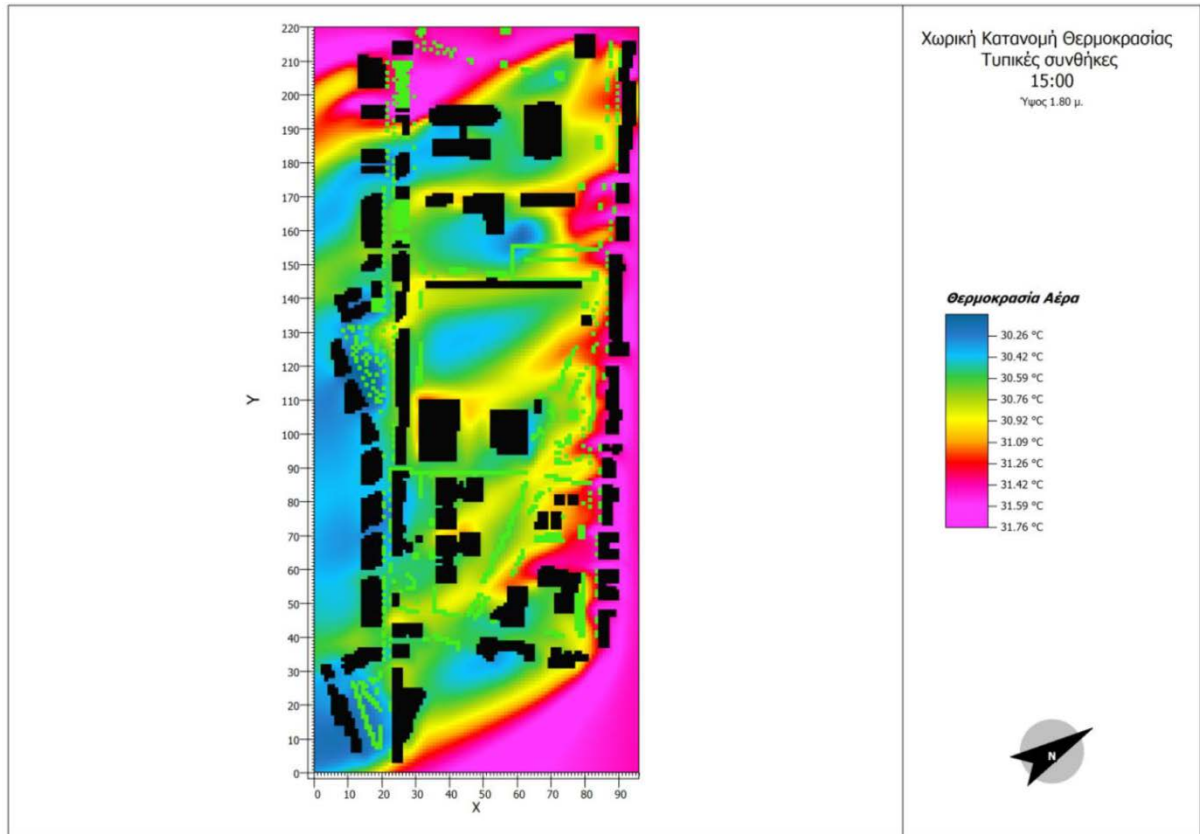 Χωρική Κατανομή Θερμοκρασίας
Τυπικές συνθήκες
15:00
Ύψος 1.80 μ.
220
210
200
190
180
170
160
150
140
130
120
110
100
90
80
70
60
50
40
30
20
10
0
Y
0 10 20 30 40 50 60 70 80 90
X
Θερμοκρασία Αέρα
30.26 °C
30.42 °C
30.59 °C
30.76 °C
30.92 °C
31.09 °C
31.26 °C
31.42 °C
31.59 °C
31.76 °C
N